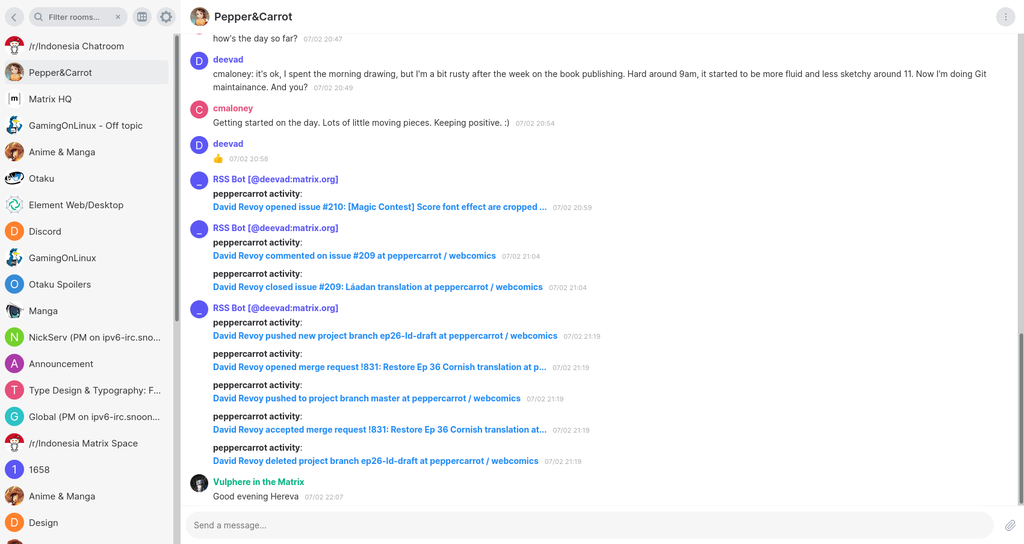 Filter rooms...
/r/Indonesia Chatroom
Pepper&Carrot
[m]
Matrix HQ
GamingOnLinux - Off topic
Anime & Manga
Otaku
Element Web/Desktop
D
Discord
GamingOnLinux
O
Otaku Spoilers
Manga
N
NickServ (PM on ipv6-irc.sno...
A
Announcement
T
Type Design & Typography: F...
G
Global (PM on ipv6-irc.snoon...
/r/Indonesia Matrix Space
1
1658
Anime & Manga
D
Design
Pepper&Carrot
how's the day so far? 07/02 20:47
D
deevad
cmaloney: it's ok, I spent the morning drawing, but I'm a bit rusty after the week on the book publishing. Hard around 9am, it started to be more fluid and less sketchy around 11. Now I'm doing Git
maintainance. And you? 07/02 20:49
C
cmaloney
Getting started on the day. Lots of little moving pieces. Keeping positive. :) 07/02 20:54
D
deevad
👍 07/02 20:58
_
RSS Bot [@deevad:matrix.org]
peppercarrot activity:
David Revoy opened issue #210: [Magic Contest] Score font effect are cropped ... 07/02 20:59
_
RSS Bot [@deevad:matrix.org]
peppercarrot activity:
David Revoy commented on issue #209 at peppercarrot / webcomics 07/02 21:04
peppercarrot activity:
David Revoy closed issue #209: Láadan translation at peppercarrot / webcomics 07/02 21:04
_
RSS Bot [@deevad:matrix.org]
peppercarrot activity:
David Revoy pushed new project branch ep26-ld-draft at peppercarrot / webcomics 07/02 21:19
peppercarrot activity:
David Revoy opened merge request !831: Restore Ep 36 Cornish translation at p... 07/02 21:19
peppercarrot activity:
David Revoy pushed to project branch master at peppercarrot / webcomics 07/02 21:19
peppercarrot activity:
David Revoy accepted merge request !831: Restore Ep 36 Cornish translation at... 07/02 21:19
peppercarrot activity:
David Revoy deleted project branch ep26-ld-draft at peppercarrot / webcomics 07/02 21:19
Vulphere in the Matrix
Good evening Hereva 07/02 22:07
Send a message...